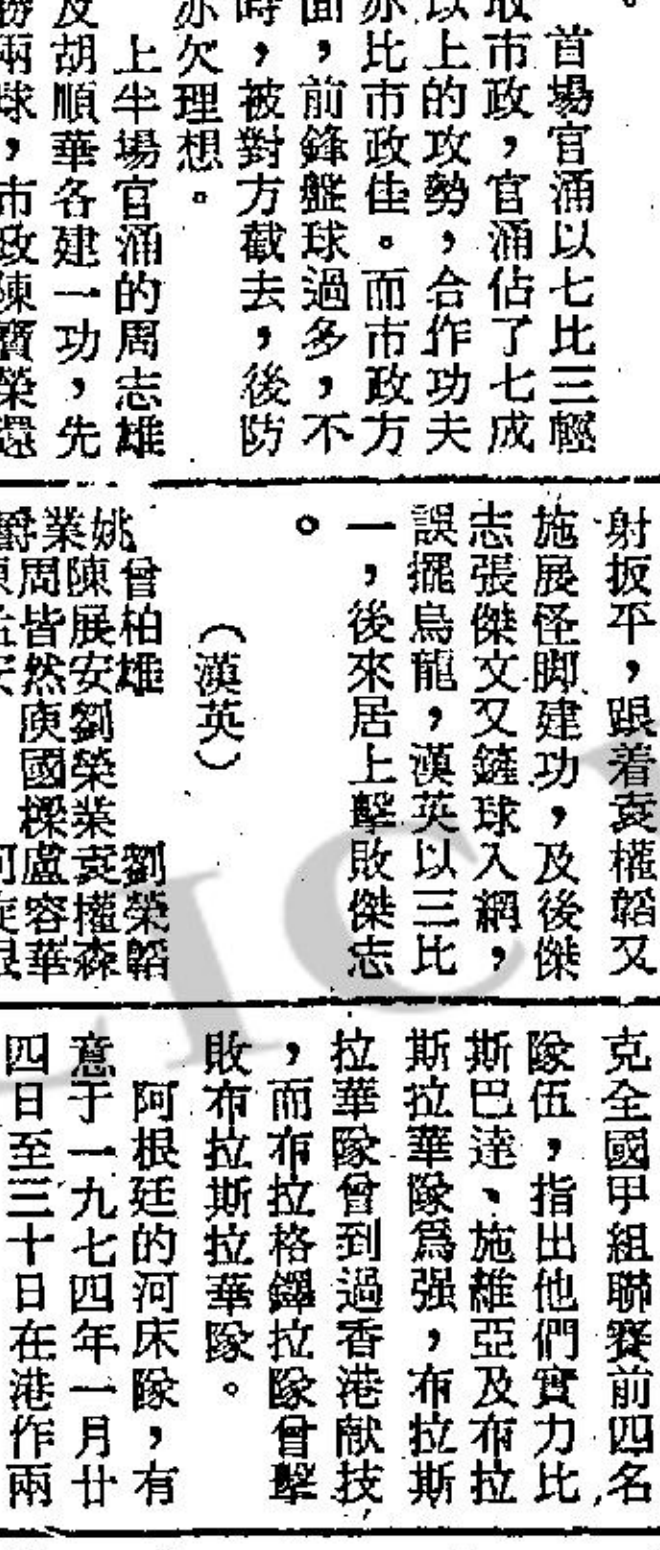 。
首場官涌以七比三輕
取市政，官涌佔了七成
以上的攻勢，合作功夫
亦比市政佳。而市政方
面，前鋒盤球過多，不
時，被對方截去，後防
亦欠理想。
上半場官涌的周志雄
及胡順華各建一功，先
勝兩球，市政陳寶榮還
射扳平，跟着袁權韜又
施展怪脚建功，及後傑
志張傑文又鏟球入網，
誤擺烏龍，漢英以三比
一，後來居上擊敗傑志
。
（漢英）
曾柏雄　劉榮韜
姚陳展安劉榮業袁權森
業周皆然庾國樑盧容華
克全國甲組聯賽前四名
隊伍，指出他們實力比
斯巴達、施維亞及布拉
斯拉華隊爲强，布拉斯
拉華隊曾到過香港献技
，而布拉格鐸拉隊曾擊
敗布拉斯拉華隊。
阿根廷的河床隊，有
意于一九七四年一月廿
四日至三十日在港作兩